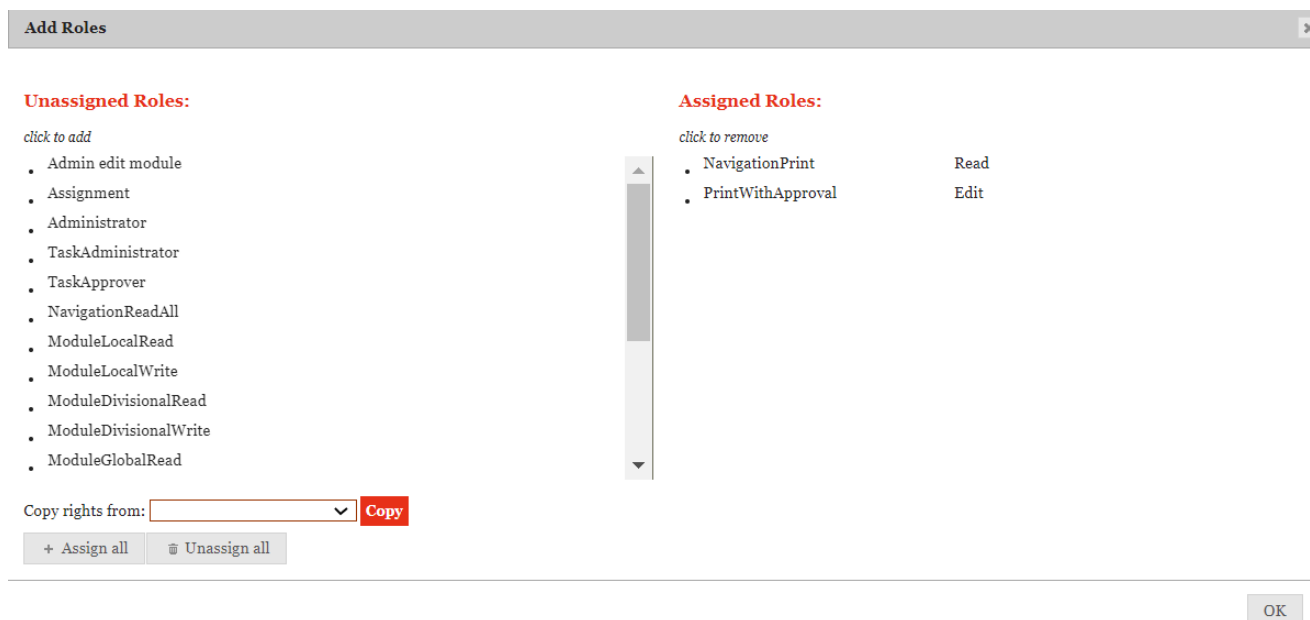 Add Roles
Unassigned Roles:
click to add
Admin edit module
Assignment
Administrator
TaskAdministrator
TaskApprover
NavigationReadAll
ModuleLocalRead
ModuleLocalWrite
ModuleDivisionalRead
ModuleDivisionalWrite
ModuleGlobalRead
Assigned Roles:
click to remove
NavigationPrint Read
PrintWithApproval Edit
Copy rights from: Copy
+ Assign all Unassign all
OK